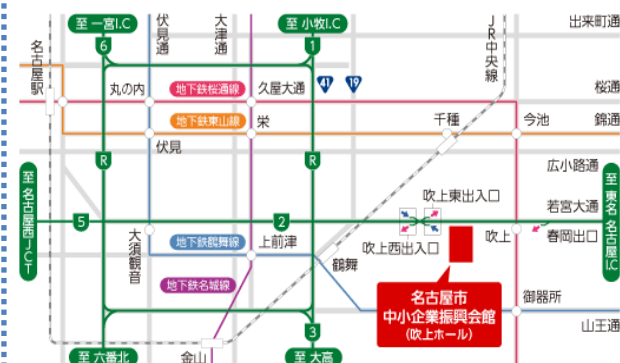 至 一宮I.C
伏見通
大津通
至 小牧I.C
JR中央線
出来町通
6
1
名古屋駅
41
19
丸の内
地下鉄桜通線
久屋大通
桜通
地下鉄東山線
栄
千種
今池
錦通
伏見
R
R
広小路通
至 名古屋西JCT
至 東名 名古屋I.C
吹上東出入口
若宮大通
5
2
大須観音
地下鉄鶴舞線
上前津
吹上西出入口
吹上
春岡出口
鶴舞
地下鉄名城線
名古屋市
中小企業振興会館
(吹上ホール)
御器所
山王通
3
至 六番北
金山
至 大高